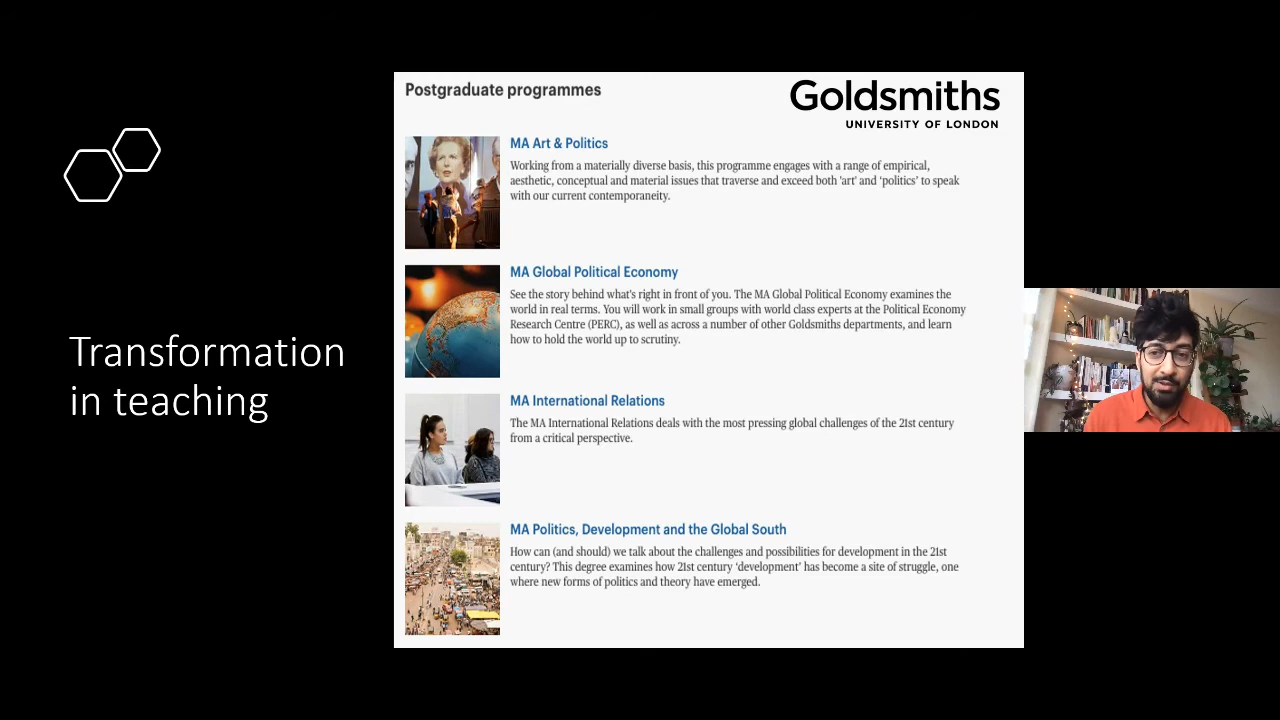 Transformation
in teaching
Postgraduate programmes
Goldsmiths
UNIVERSITY OF LONDON
MA Art & Politics
Working from a materially diverse basis, this programme engages with a range of empirical,
aesthetic, conceptual and material issues that traverse and exceed both 'art' and ‘politics’ to speak
with our current contemporaneity.
MA Global Political Economy
See the story behind what's right in front of you. The MA Global Political Economy examines the
world in real terms. You will work in small groups with world class experts at the Political Economy
Research Centre (PERC), as well as across a number of other Goldsmiths departments, and learn
how to hold the world up to scrutiny.
MA International Relations
The MA International Relations deals with the most pressing global challenges of the 21st century
from a critical perspective.
MA Politics, Development and the Global South
How can (and should) we talk about the challenges and possibilities for development in the 21st
century? This degree examines how 21st century ‘development’ has become a site of struggle, one
where new forms of politics and theory have emerged.